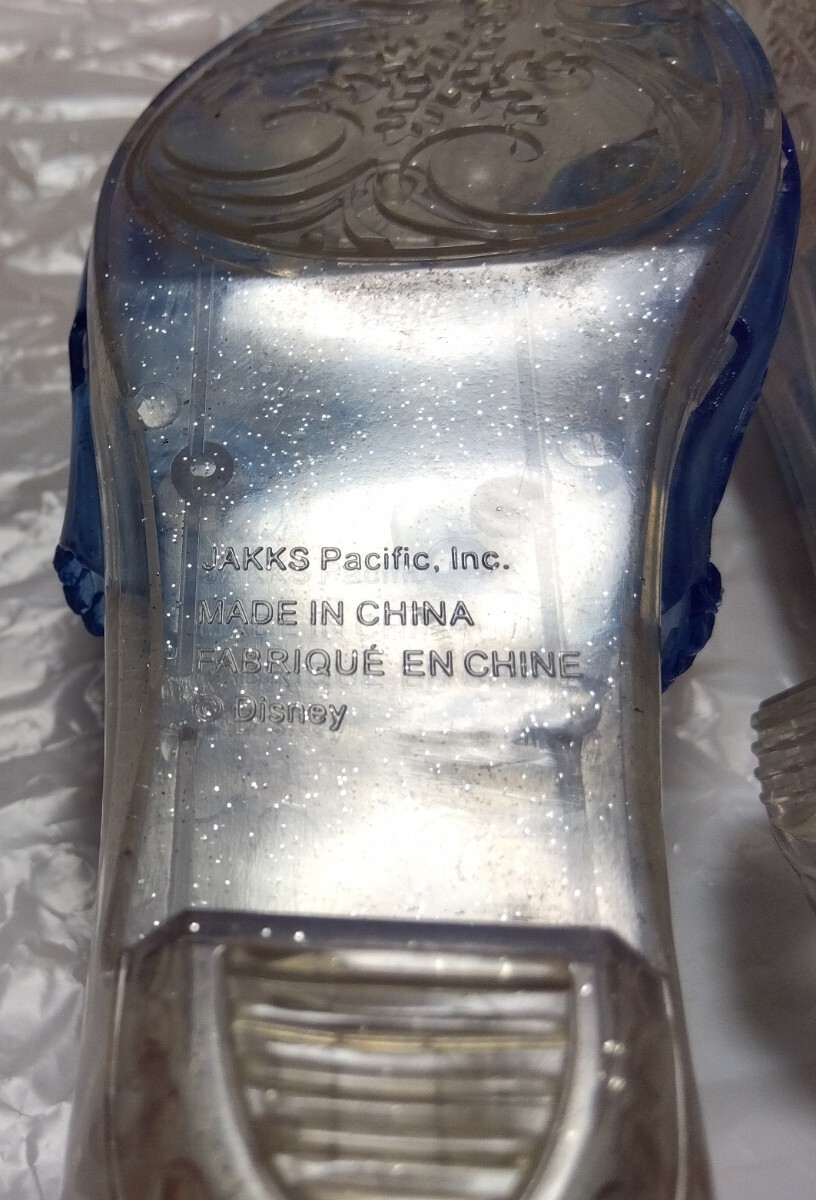 JAKKS Pacific, Inc.
MADE IN CHINA
FABRIQUÉ EN CHINE
© Disney